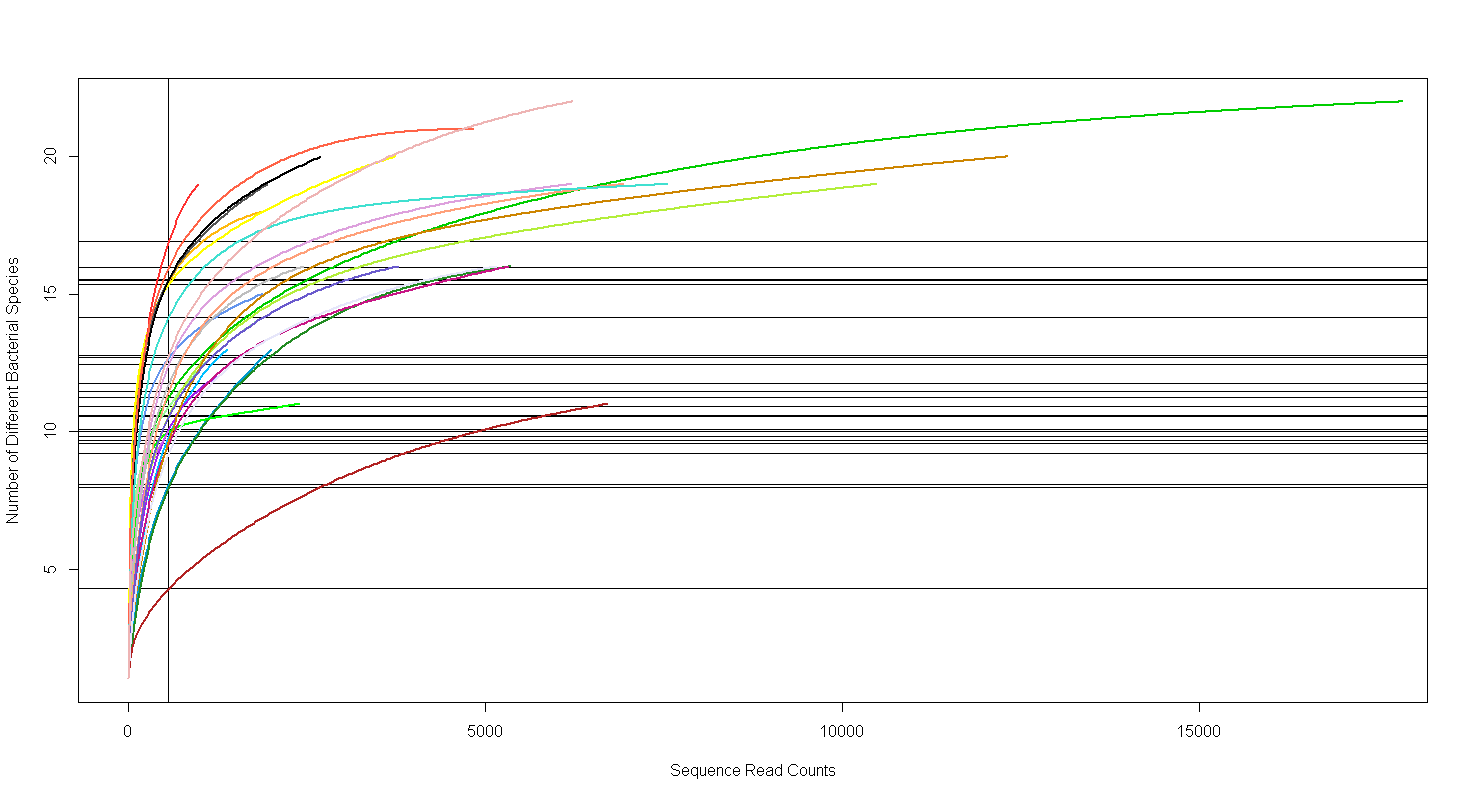 Number of Different Bacterial Species
20
15
10
5
0 5000 10000 15000
Sequence Read Counts